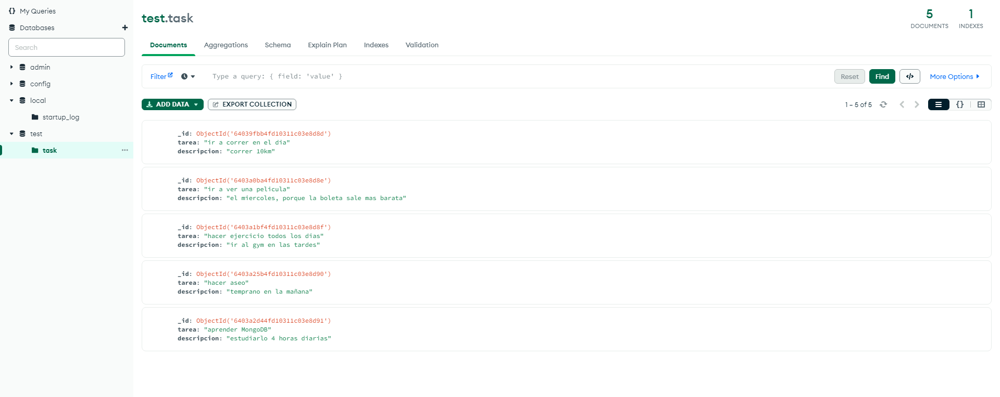 My Queries
Databases
Search
admin
config
local
startup_log
test
task
test.task
5
DOCUMENTS
1
INDEXES
Documents
Aggregations
Schema
Explain Plan
Indexes
Validation
Filter
Type a query: { field: 'value' }
Reset
Find
</>
More Options
ADD DATA
EXPORT COLLECTION
1 – 5 of 5
{}
_id: ObjectId('64039fbb4fd10311c03e8d8d')
tarea: "ir a correr en el dia"
descripcion: "correr 10km"
_id: ObjectId('6403a0ba4fd10311c03e8d8e')
tarea: "ir a ver una pelicula"
descripcion: "el miercoles, porque la boleta sale mas barata"
_id: ObjectId('6403a1bf4fd10311c03e8d8f')
tarea: "hacer ejercicio todos los dias"
descripcion: "ir al gym en las tardes"
_id: ObjectId('6403a25b4fd10311c03e8d90')
tarea: "hacer aseo"
descripcion: "temprano en la mañana"
_id: ObjectId('6403a2d44fd10311c03e8d91')
tarea: "aprender MongoDB"
descripcion: "estudiarlo 4 horas diarias"